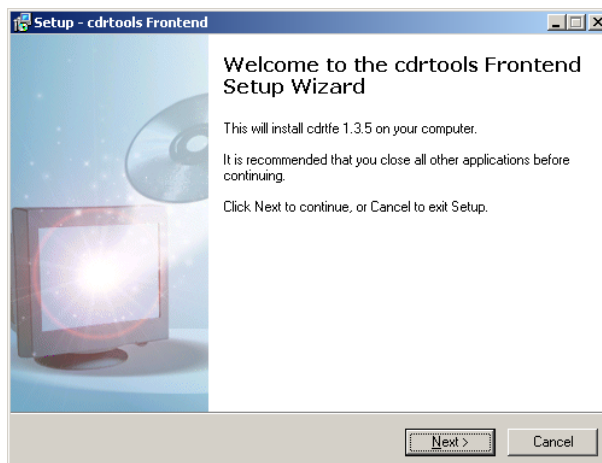 Setup - cdrtools Frontend
Welcome to the cdrtools Frontend
Setup Wizard
This will install cdrtfe 1.3.5 on your computer.
It is recommended that you close all other applications before
continuing.
Click Next to continue, or Cancel to exit Setup.
Next >
Cancel